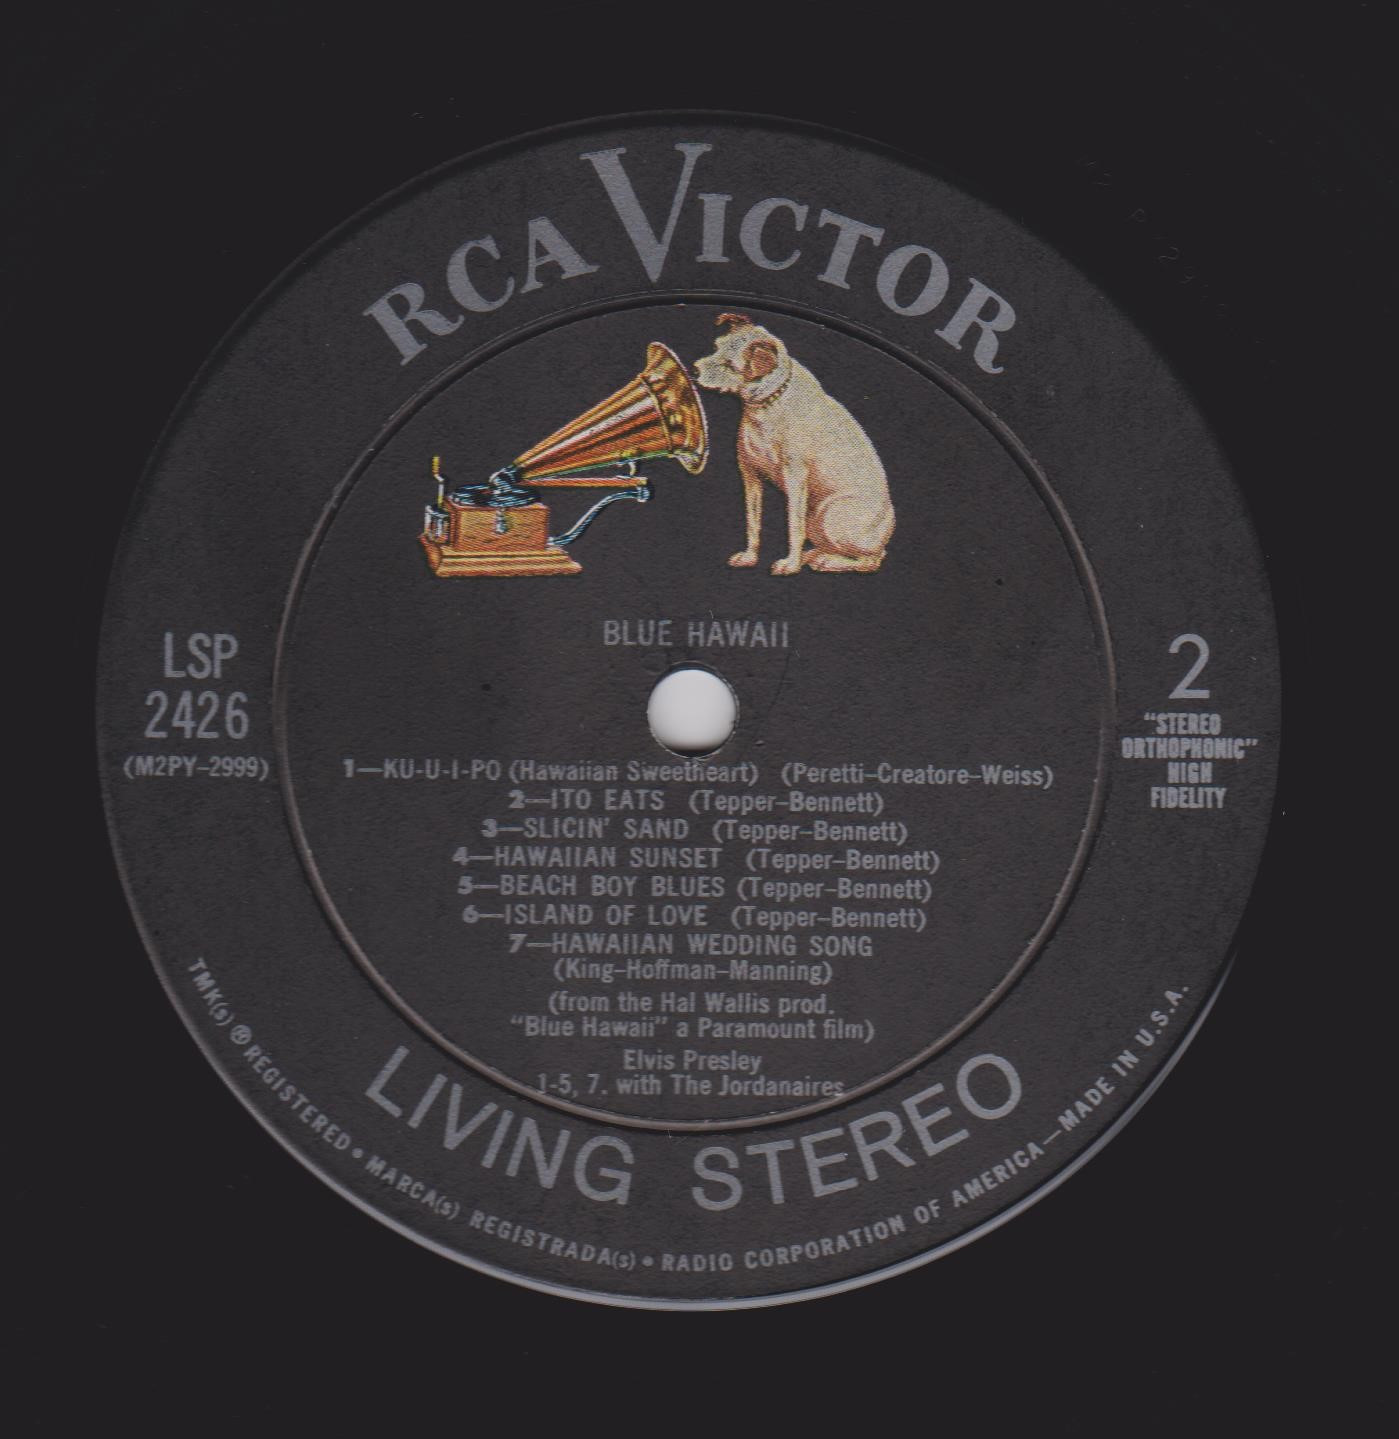 RCA VICTOR
BLUE HAWAII
LSP
2426
(M2PY-2999)
2
"STEREO
ORTHOPHONIC"
HIGH
FIDELITY
1—KU-U-I-PO (Hawaiian Sweetheart) (Peretti-Creatore-Weiss)
2—ITO EATS (Tepper-Bennett)
3—SLICIN' SAND (Tepper-Bennett)
4—HAWAIIAN SUNSET (Tepper-Bennett)
5—BEACH BOY BLUES (Tepper-Bennett)
6—ISLAND OF LOVE (Tepper-Bennett)
7—HAWAIIAN WEDDING SONG
(King-Hoffman-Manning)
(from the Hal Wallis prod.
"Blue Hawaii" a Paramount film)
Elvis Presley
1-5, 7. with The Jordanaires
LIVING STEREO
TMK(s) ® REGISTERED • MARCA(s) REGISTRADA(s) • RADIO CORPORATION OF AMERICA—MADE IN U.S.A.